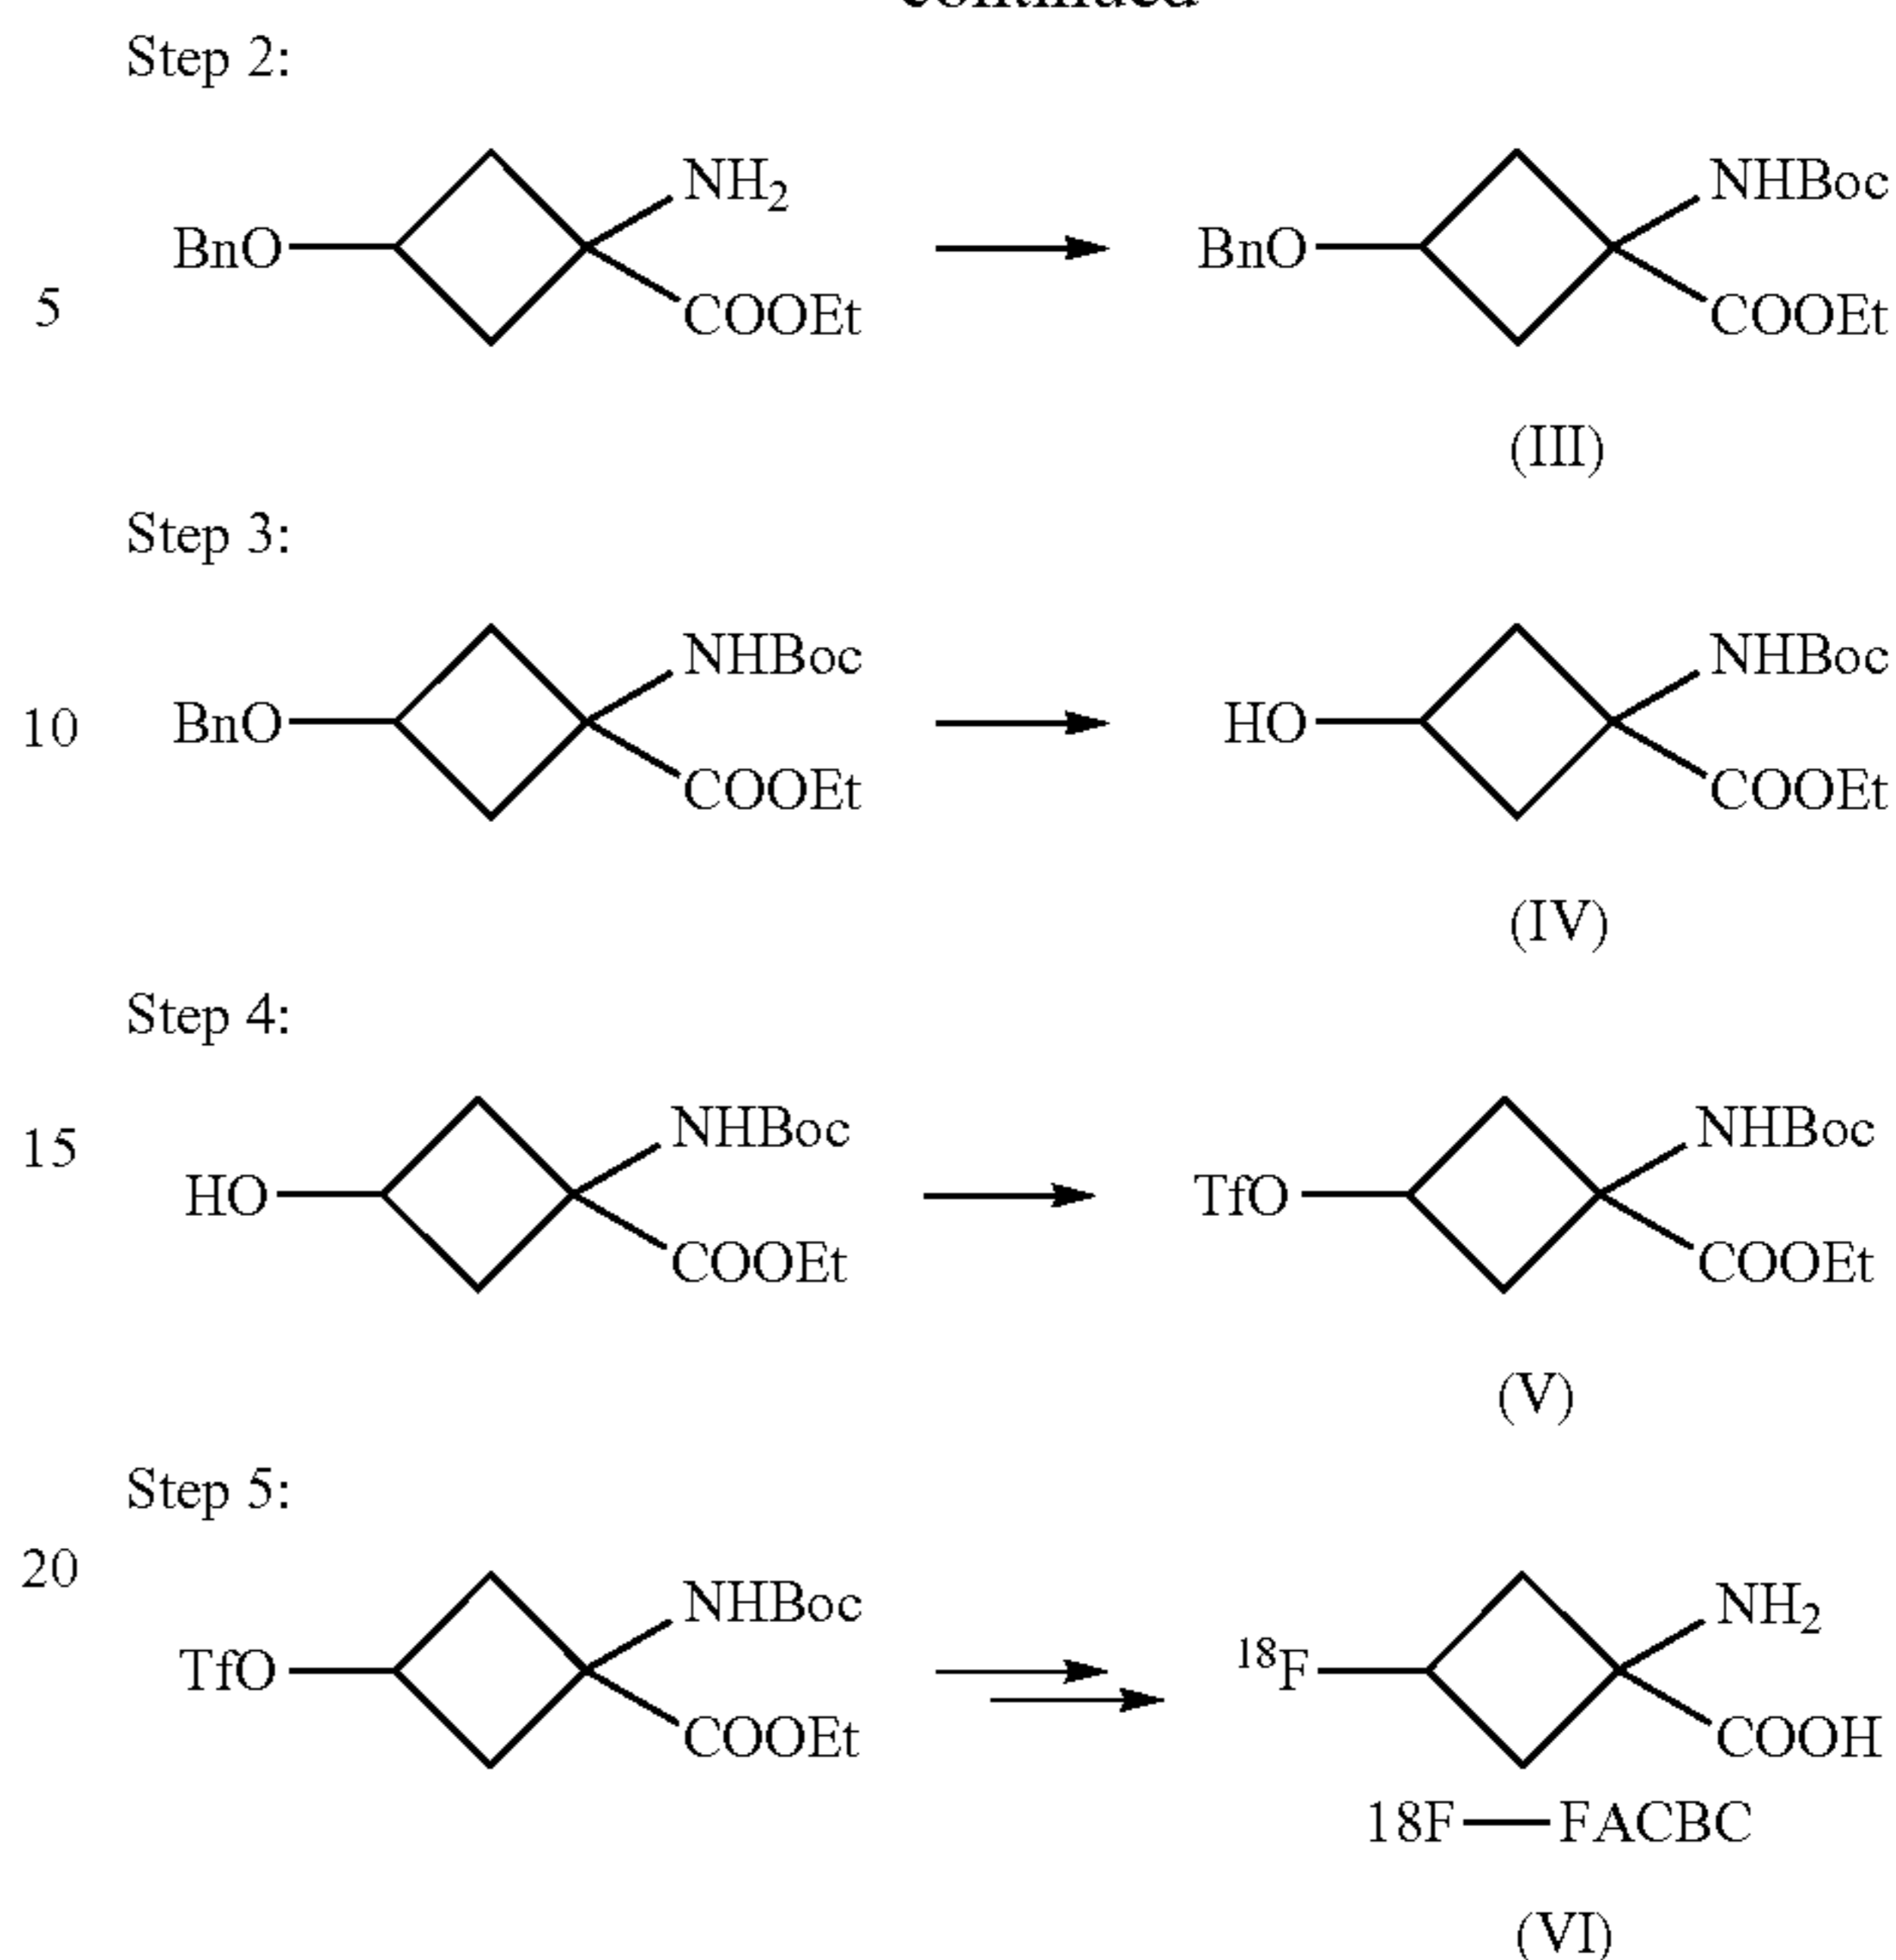 Step 2:
NH2 NHBoc
BnO BnO
5 COOEt COOEt
(III)
Step 3:
NHBoc NHBoc
10 BnO HO
COOEt COOEt
(IV)
Step 4:
15 NHBoc NHBoc
HO TfO
COOEt COOEt
(V)
Step 5:
20 NHBoc NH2
TfO 18F
COOEt COOH
18F—FACBC
(VI)